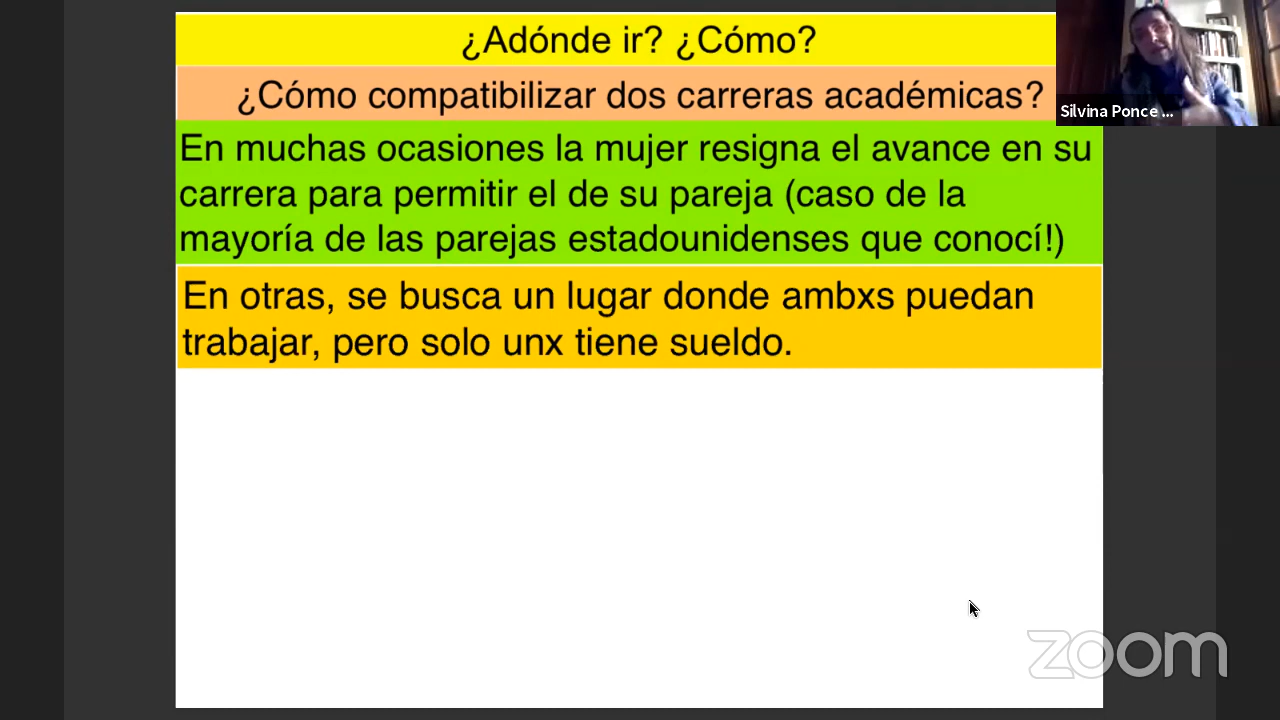 ¿Adónde ir? ¿Cómo?
¿Cómo compatibilizar dos carreras académicas?
Silvina Ponce ...
En muchas ocasiones la mujer resigna el avance en su
carrera para permitir el de su pareja (caso de la
mayoría de las parejas estadounidenses que conocí!)
En otras, se busca un lugar donde ambxs puedan
trabajar, pero solo unx tiene sueldo.
zoom